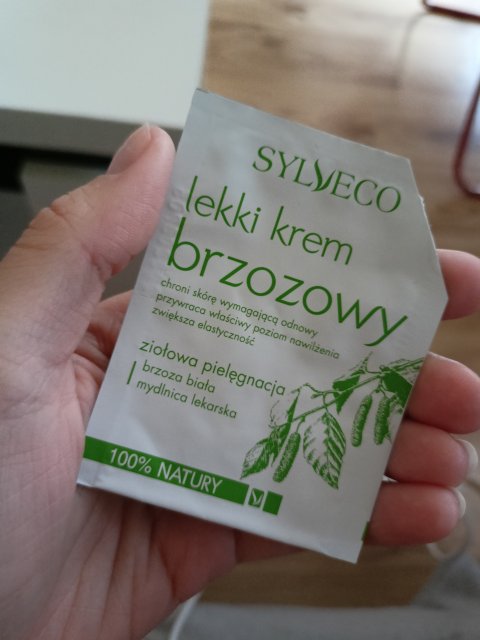 SYLVECO
lekki krem
brzozowy
chroni skórę wymagającą odnowy
przywraca właściwy poziom nawilżenia
zwiększa elastyczność
ziołowa pielęgnacja
brzoza biała
mydlnica lekarska
100% NATURY